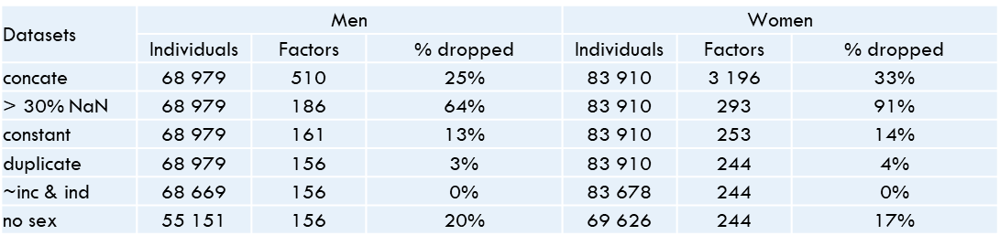 Datasets Men Women
Individuals Factors % dropped Individuals Factors % dropped
concate 68 979 510 25% 83 910 3 196 33%
> 30% NaN 68 979 186 64% 83 910 293 91%
constant 68 979 161 13% 83 910 253 14%
duplicate 68 979 156 3% 83 910 244 4%
~inc & ind 68 669 156 0% 83 678 244 0%
no sex 55 151 156 20% 69 626 244 17%